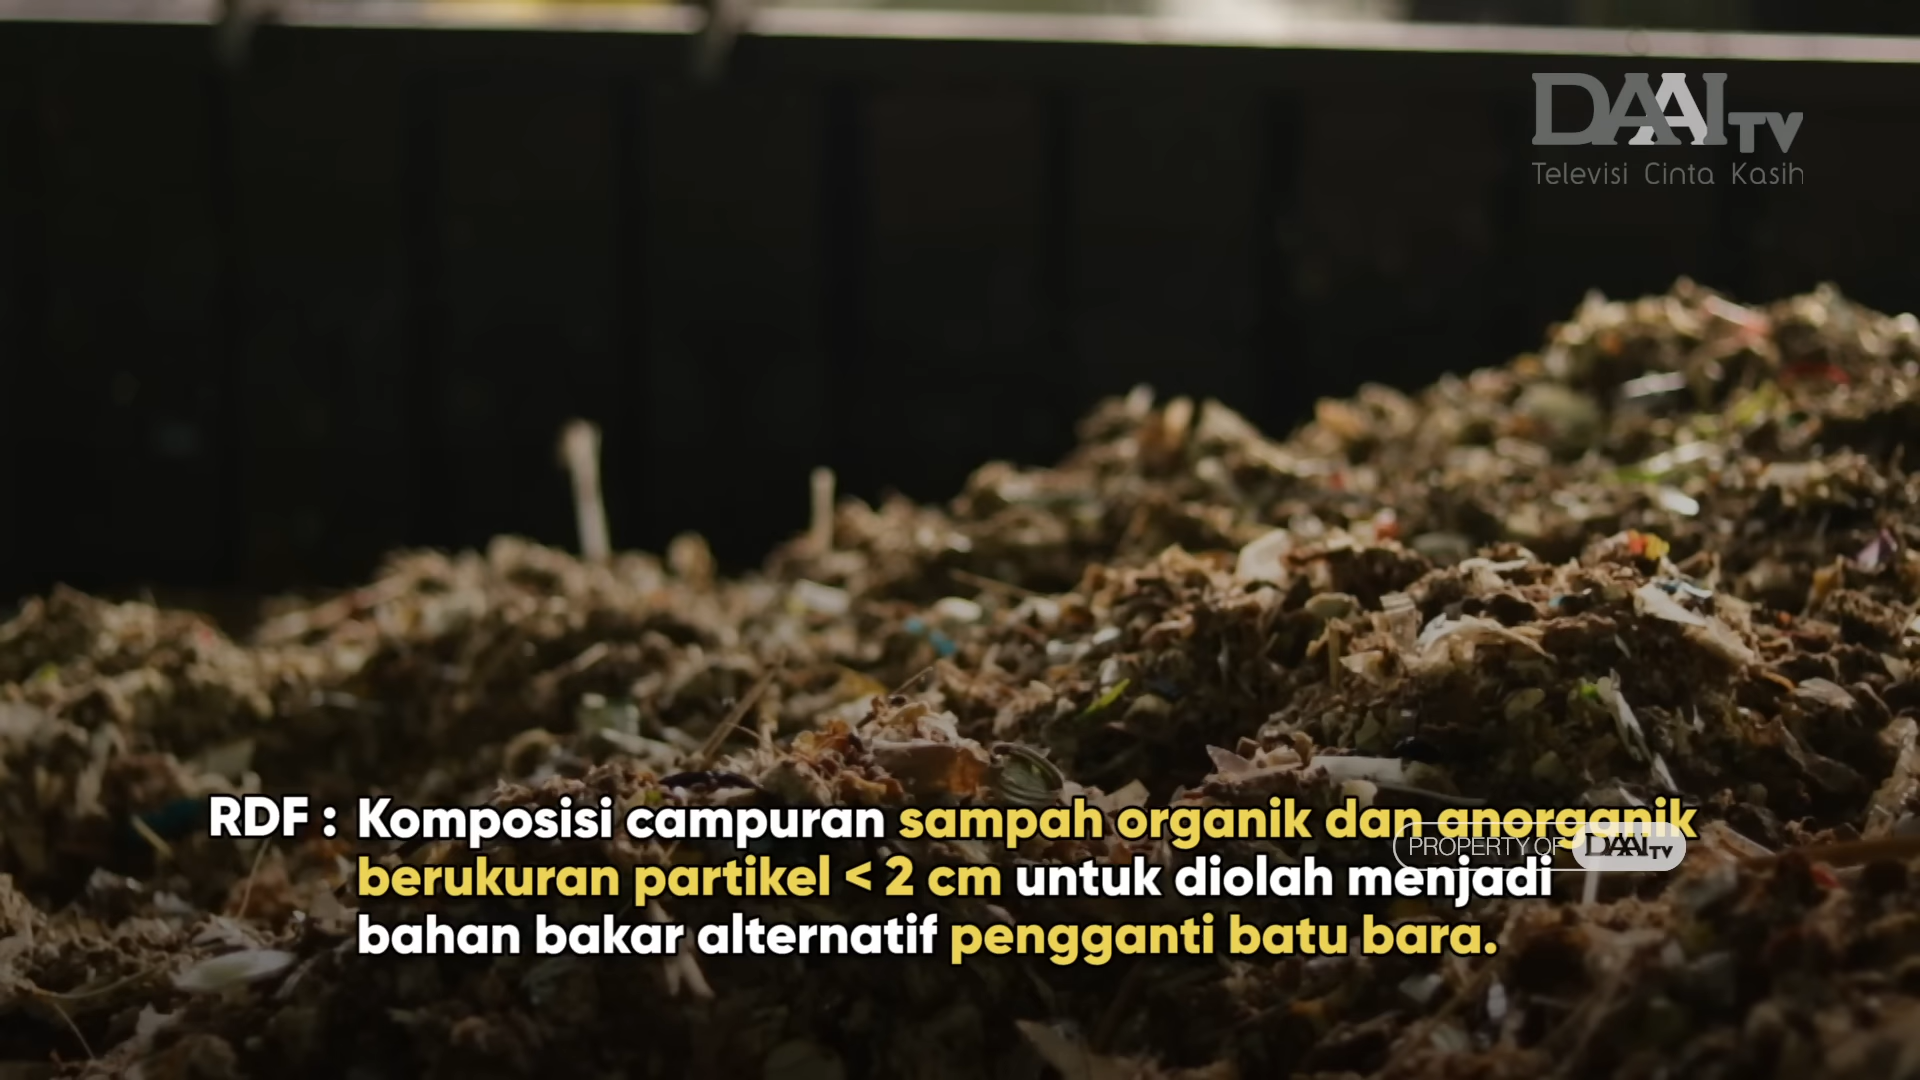 DAAI TV
Televisi Cinta Kasih
RDF : Komposisi campuran sampah organik dan anorganik
berukuran partikel < 2 cm untuk diolah menjadi
bahan bakar alternatif pengganti batu bara.
PROPERTY OF DAAI TV